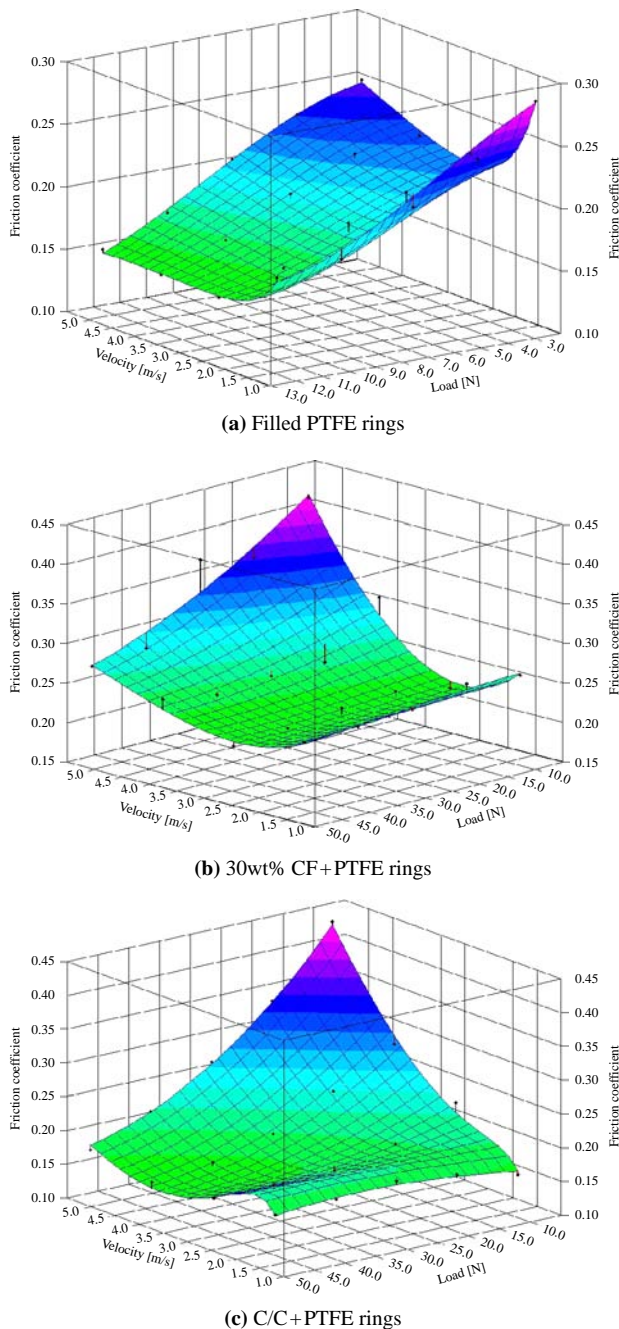 0.30
0.25
0.20
0.15
0.10
Friction coefficient
0.30
0.25
0.20
0.15
0.10
Friction coefficient
5.0 4.5 4.0 3.5 3.0 2.5 2.0 1.5 1.0
Velocity [m/s]
13.0 12.0 11.0 10.0 9.0 8.0 7.0 6.0 5.0 4.0 3.0
Load [N]
(a) Filled PTFE rings
0.45
0.40
0.35
0.30
0.25
0.20
0.15
Friction coefficient
0.45
0.40
0.35
0.30
0.25
0.20
0.15
Friction coefficient
5.0 4.5 4.0 3.5 3.0 2.5 2.0 1.5 1.0
Velocity [m/s]
50.0 45.0 40.0 35.0 30.0 25.0 20.0 15.0 10.0
Load [N]
(b) 30wt% CF+PTFE rings
0.45
0.40
0.35
0.30
0.25
0.20
0.15
0.10
Friction coefficient
0.45
0.40
0.35
0.30
0.25
0.20
0.15
0.10
Friction coefficient
5.0 4.5 4.0 3.5 3.0 2.5 2.0 1.5 1.0
Velocity [m/s]
50.0 45.0 40.0 35.0 30.0 25.0 20.0 15.0 10.0
Load [N]
(c) C/C+PTFE rings